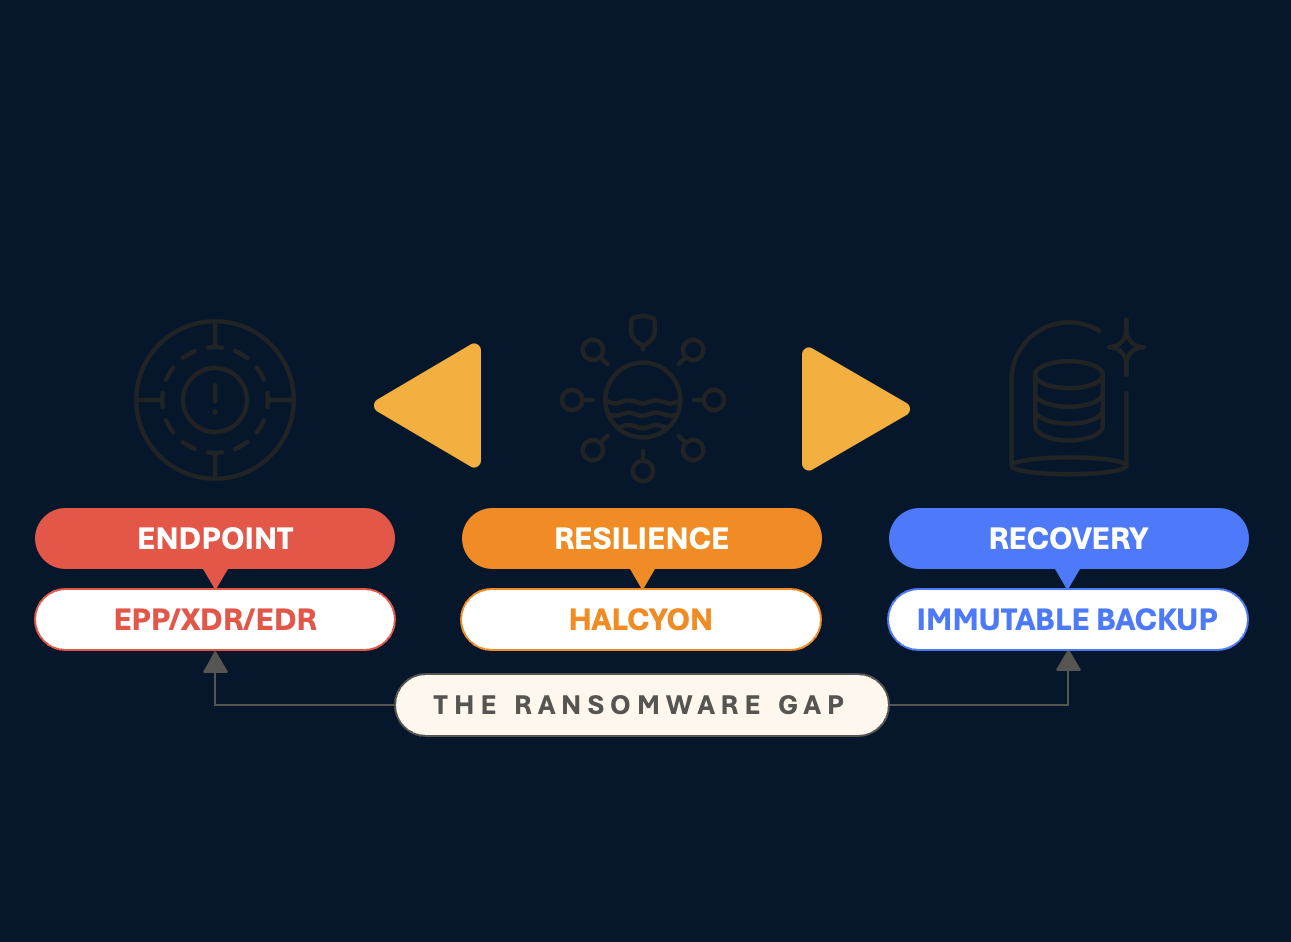 ENDPOINT
RESILIENCE
RECOVERY
EPP/XDR/EDR
HALCYON
IMMUTABLE BACKUP
THE RANSOMWARE GAP